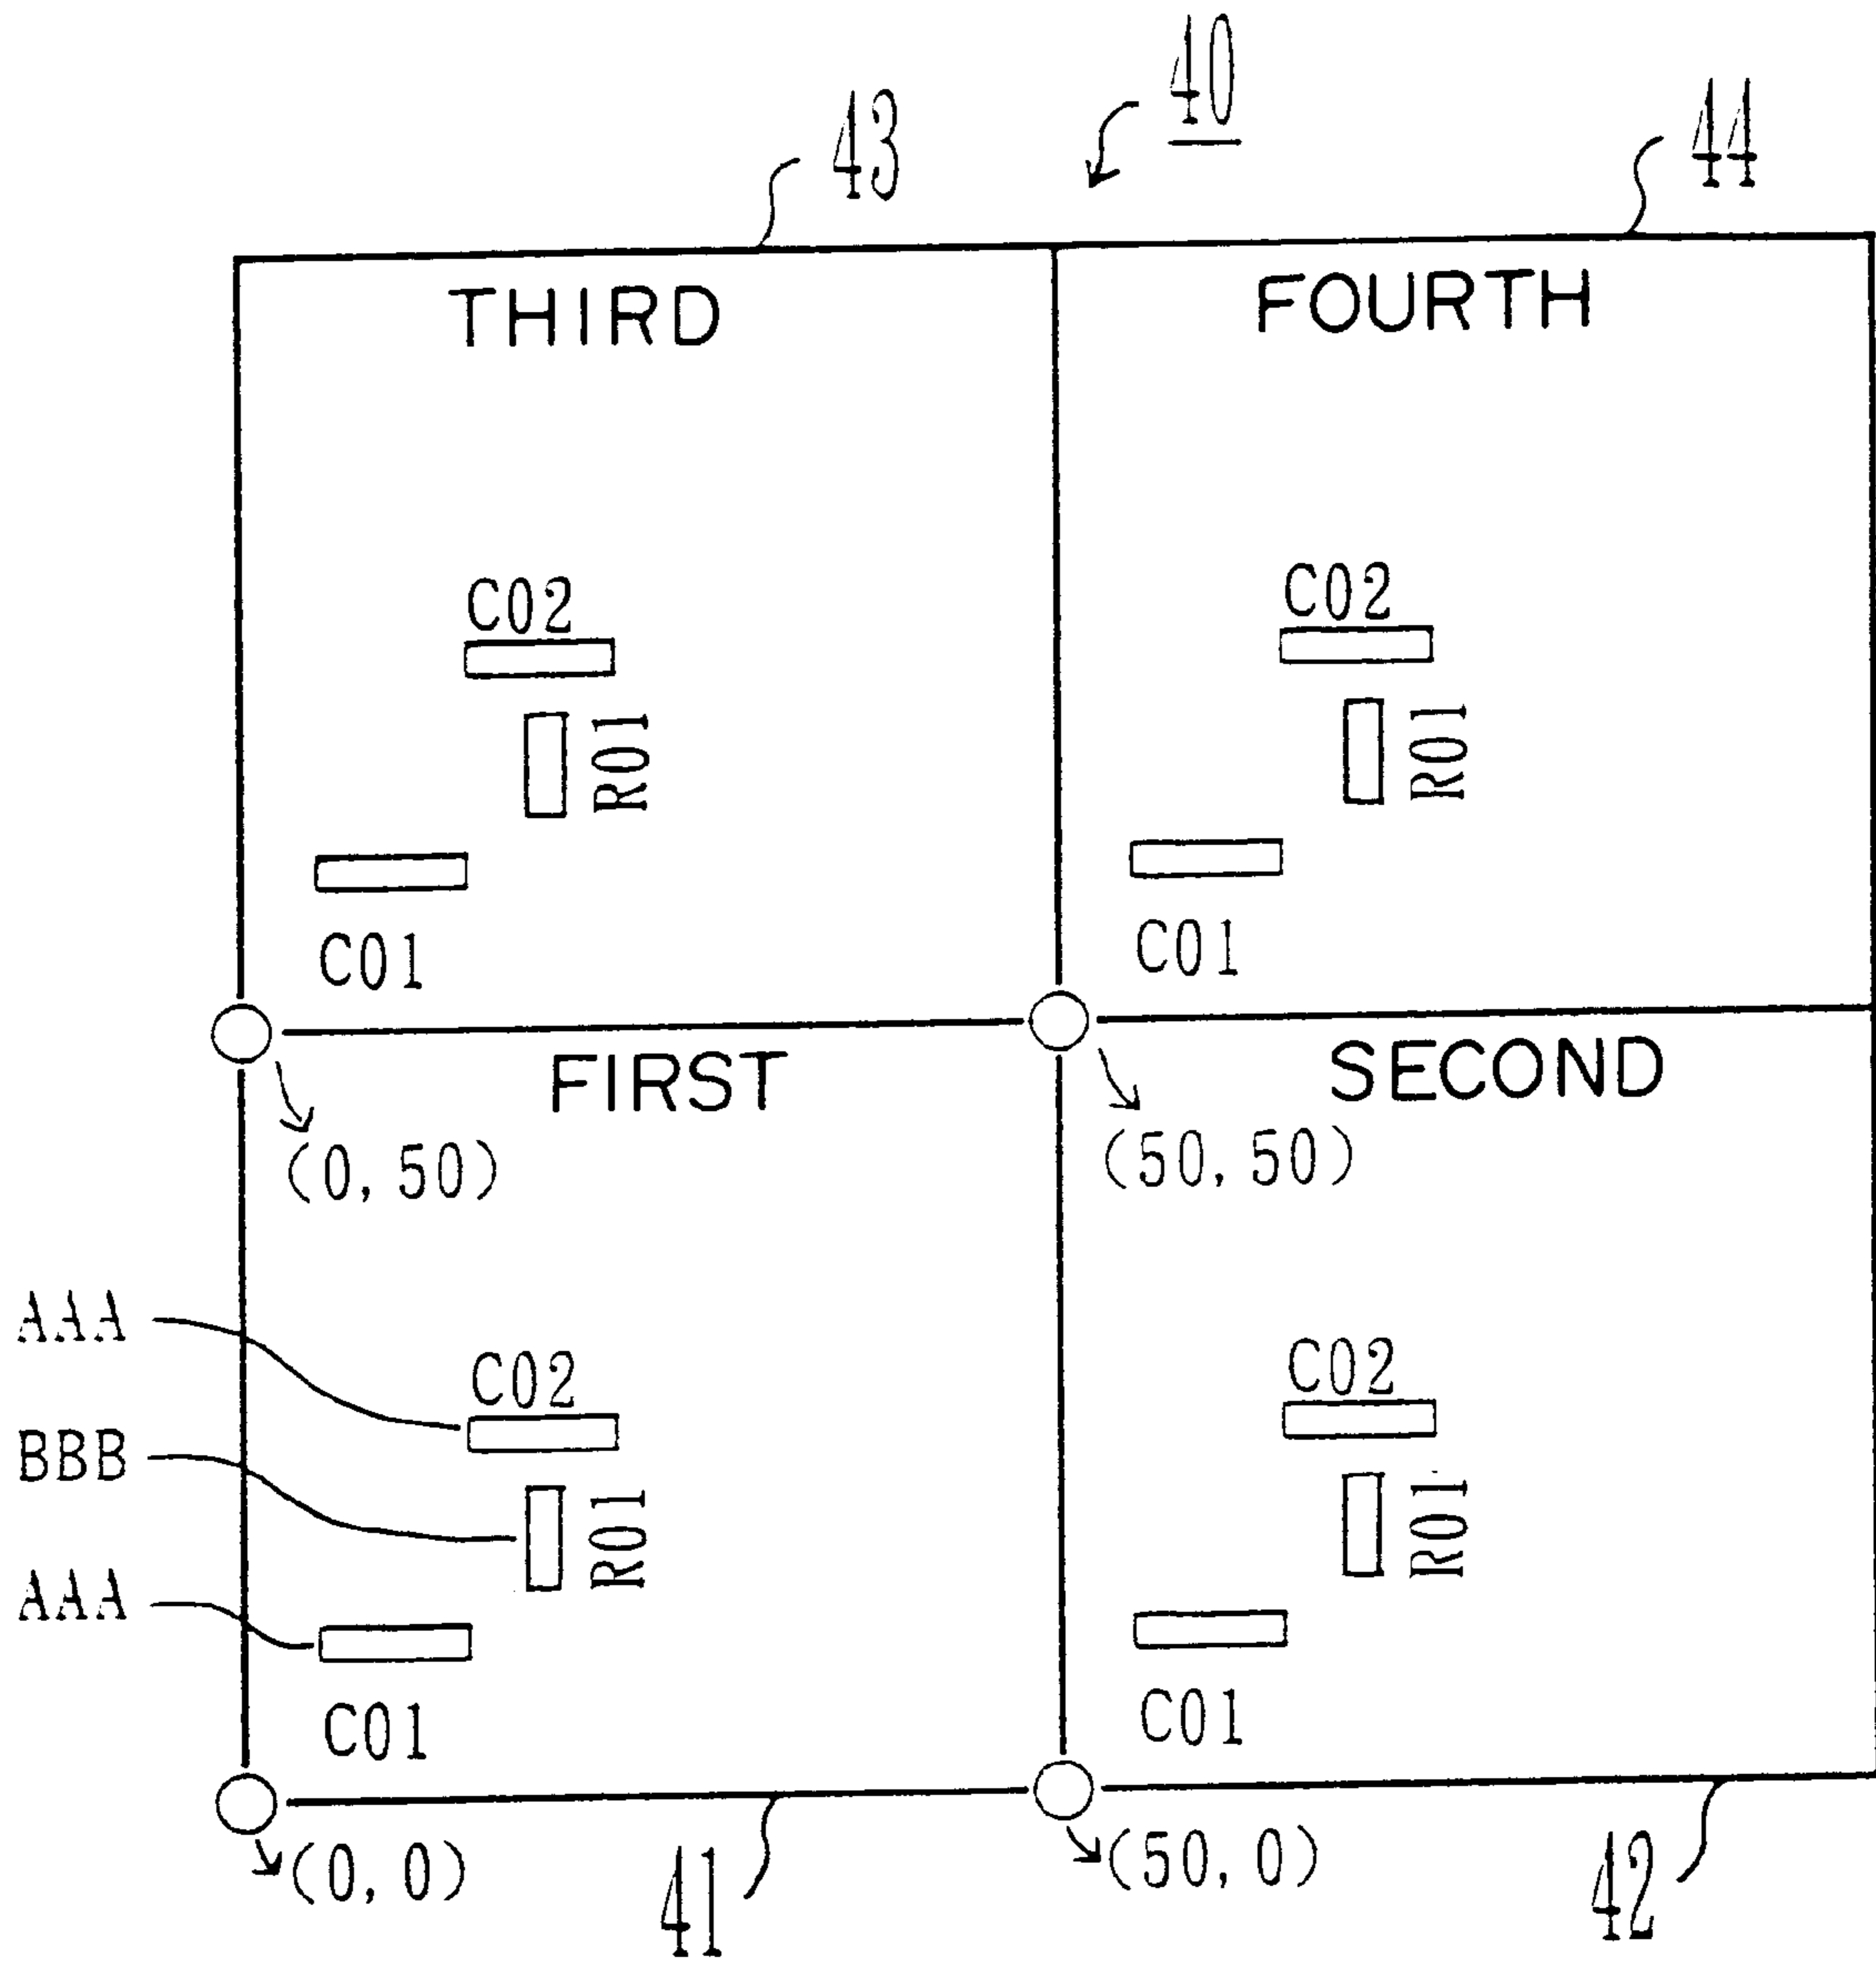 40
43
44
THIRD
FOURTH
C02
C02
R01
R01
C01
C01
FIRST
SECOND
(0,50)
(50,50)
AAA
C02
C02
BBB
R01
R01
AAA
C01
C01
(0,0)
(50,0)
41
42